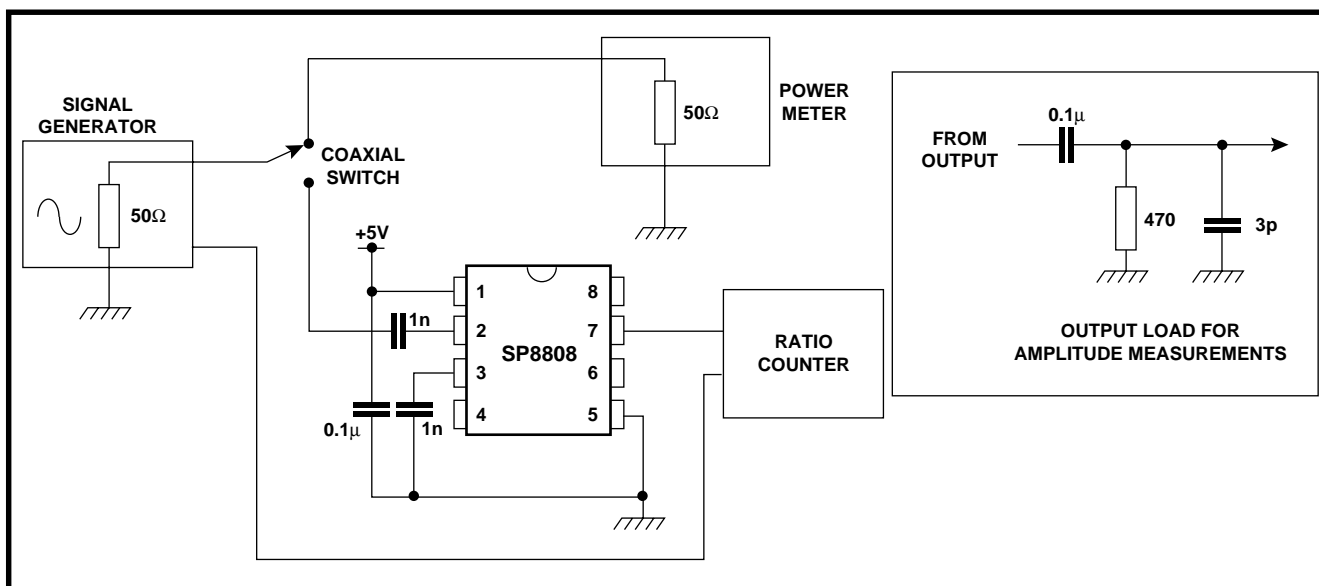 SIGNAL
GENERATOR
50Ω
COAXIAL
SWITCH
50Ω
POWER
METER
+5V
1n
0.1μ
1n
1
2
3
4
8
7
6
5
SP8808
RATIO
COUNTER
FROM
OUTPUT
0.1μ
470
3p
OUTPUT LOAD FOR
AMPLITUDE MEASUREMENTS